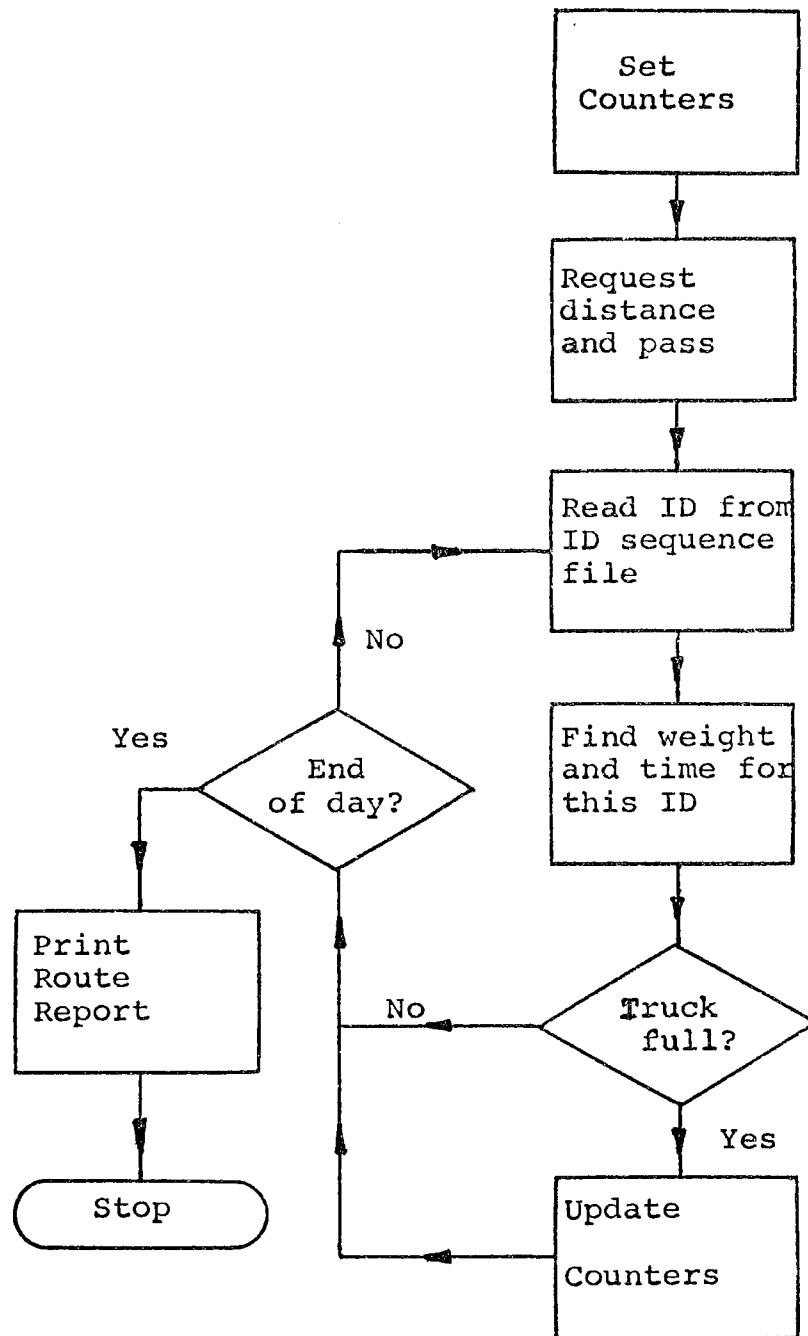 Set
Counters
Request
distance
and pass
Read ID from
ID sequence
file
No
Yes
End
of day?
Find weight
and time for
this ID
Print
Route
Report
No
Truck
full?
Yes
Stop
Update
Counters